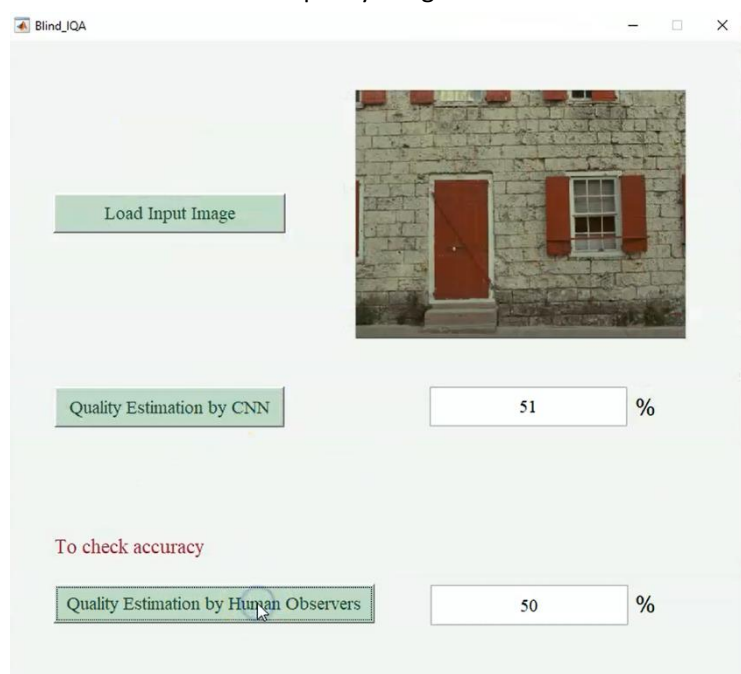 Blind_IQA
Load Input Image
Quality Estimation by CNN
51 %
To check accuracy
Quality Estimation by Human Observers
50 %